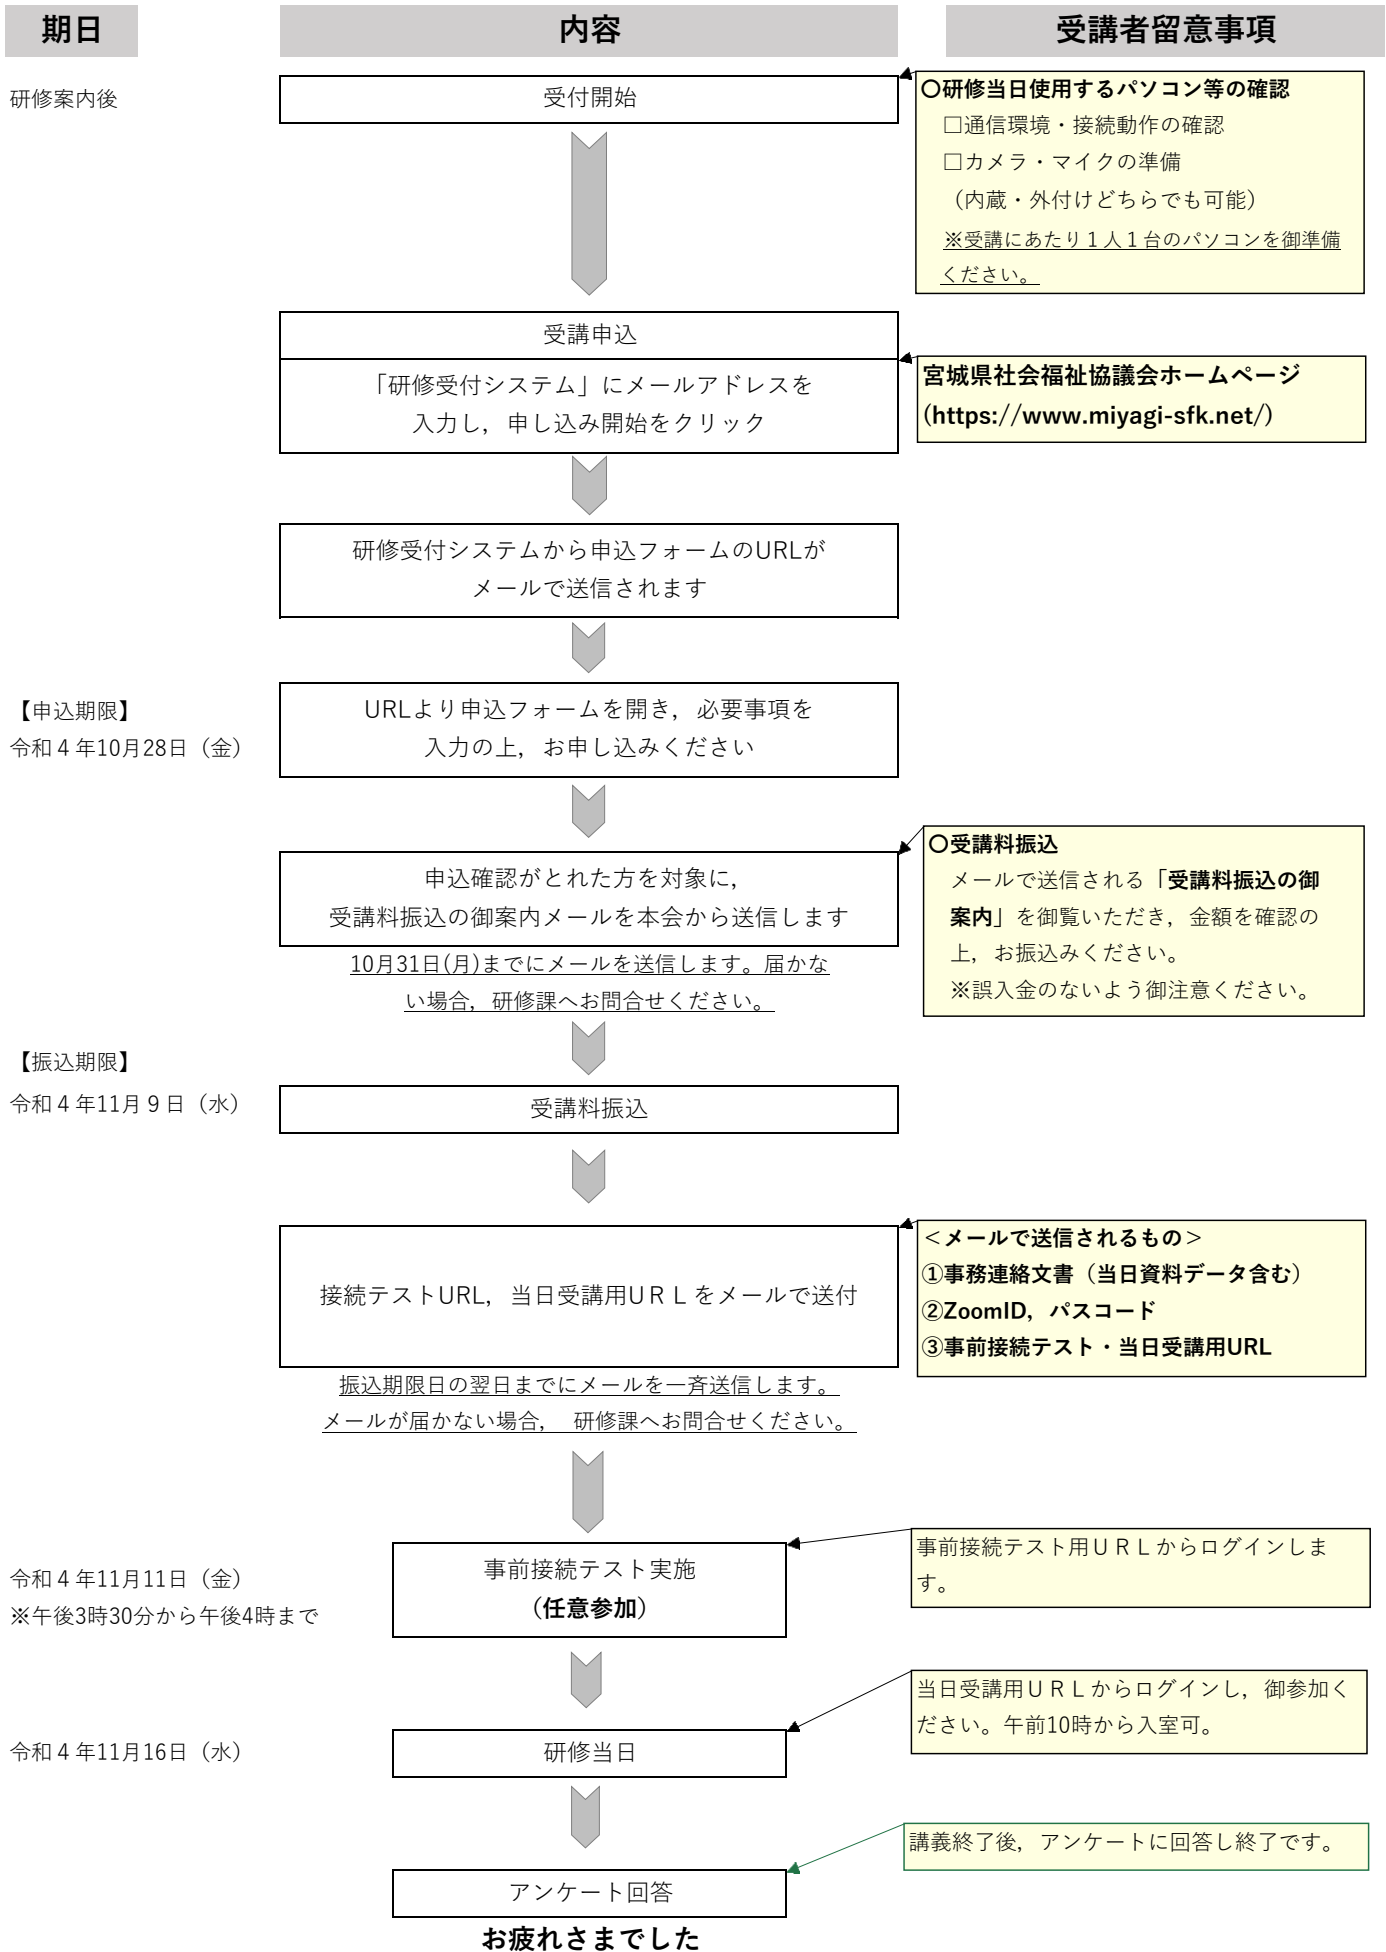 期日
内容
受講者留意事項
研修案内後
受付開始
〇研修当日使用するパソコン等の確認
□通信環境・接続動作の確認
□カメラ・マイクの準備
（内蔵・外付けどちらでも可能）
※受講にあたり１人１台のパソコンを御準備
ください。
受講申込
「研修受付システム」にメールアドレスを
入力し，申し込み開始をクリック
宮城県社会福祉協議会ホームページ
(https://www.miyagi-sfk.net/)
研修受付システムから申込フォームのURLが
メールで送信されます
【申込期限】
令和４年10月28日（金）
URLより申込フォームを開き，必要事項を
入力の上，お申し込みください
申込確認がとれた方を対象に，
受講料振込の御案内メールを本会から送信します
10月31日(月)までにメールを送信します。届かな
い場合，研修課へお問合せください。
〇受講料振込
メールで送信される「受講料振込の御
案内」を御覧いただき，金額を確認の
上，お振込みください。
※誤入金のないよう御注意ください。
【振込期限】
令和４年11月９日（水）
受講料振込
接続テストURL，当日受講用ＵＲＬをメールで送付
＜メールで送信されるもの＞
①事務連絡文書（当日資料データ含む）
②ZoomID，パスコード
③事前接続テスト・当日受講用URL
振込期限日の翌日までにメールを一斉送信します。
メールが届かない場合，　研修課へお問合せください。
令和４年11月11日（金）
※午後3時30分から午後4時まで
事前接続テスト実施
（任意参加）
事前接続テスト用ＵＲＬからログインしま
す。
令和４年11月16日（水）
研修当日
当日受講用ＵＲＬからログインし，御参加く
ださい。午前10時から入室可。
アンケート回答
講義終了後，アンケートに回答し終了です。
お疲れさまでした